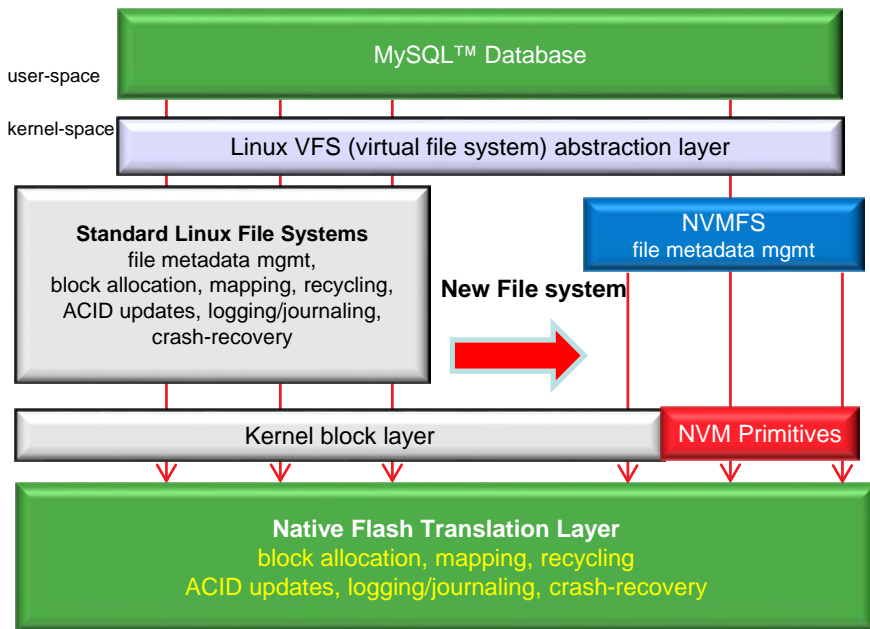 MySQL™ Database
user-space
kernel-space
Linux VFS (virtual file system) abstraction layer
Standard Linux File Systems
file metadata mgmt,
block allocation, mapping, recycling,
ACID updates, logging/journaling,
crash-recovery
NVMFS
file metadata mgmt
New File system
Kernel block layer
NVM Primitives
Native Flash Translation Layer
block allocation, mapping, recycling
ACID updates, logging/journaling, crash-recovery